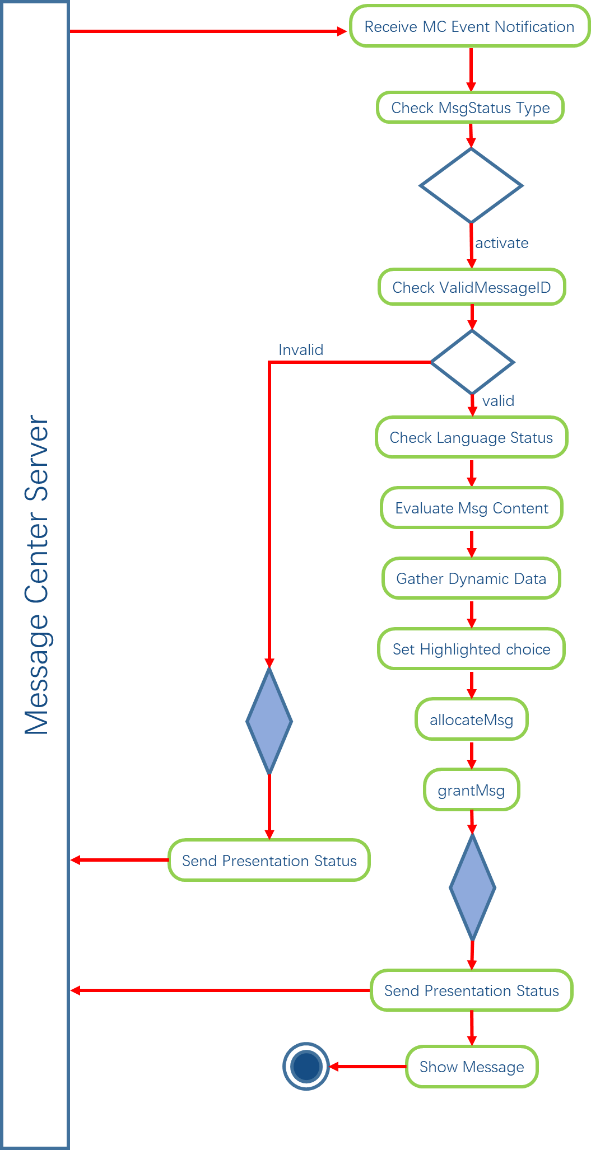 Message Center Server
Receive MC Event Notification
Check MsgStatus Type
activate
Check ValidMessageID
Invalid
valid
Check Language Status
Evaluate Msg Content
Gather Dynamic Data
Set Highlighted choice
allocateMsg
grantMsg
Send Presentation Status
Send Presentation Status
Show Message